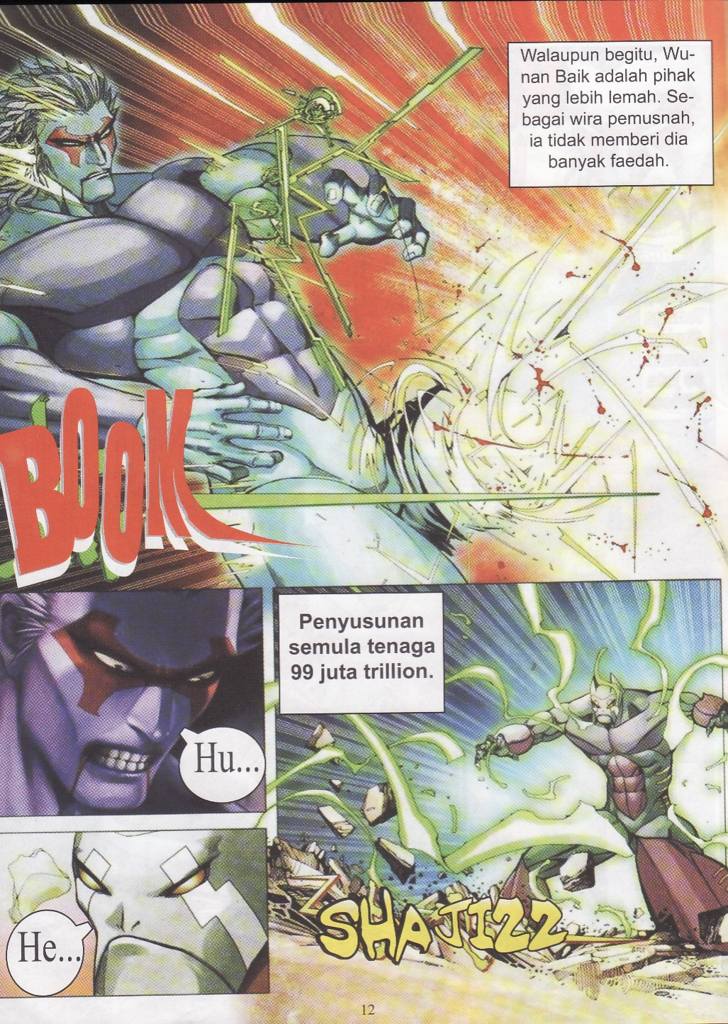 Walaupun begitu, Wu-
nan Baik adalah pihak
yang lebih lemah. Se-
bagai wira pemusnah,
ia tidak memberi dia
banyak faedah.
BOOM
Penyusunan
semula tenaga
99 juta trillion.
Hu...
He...
SHAJIZZ
12